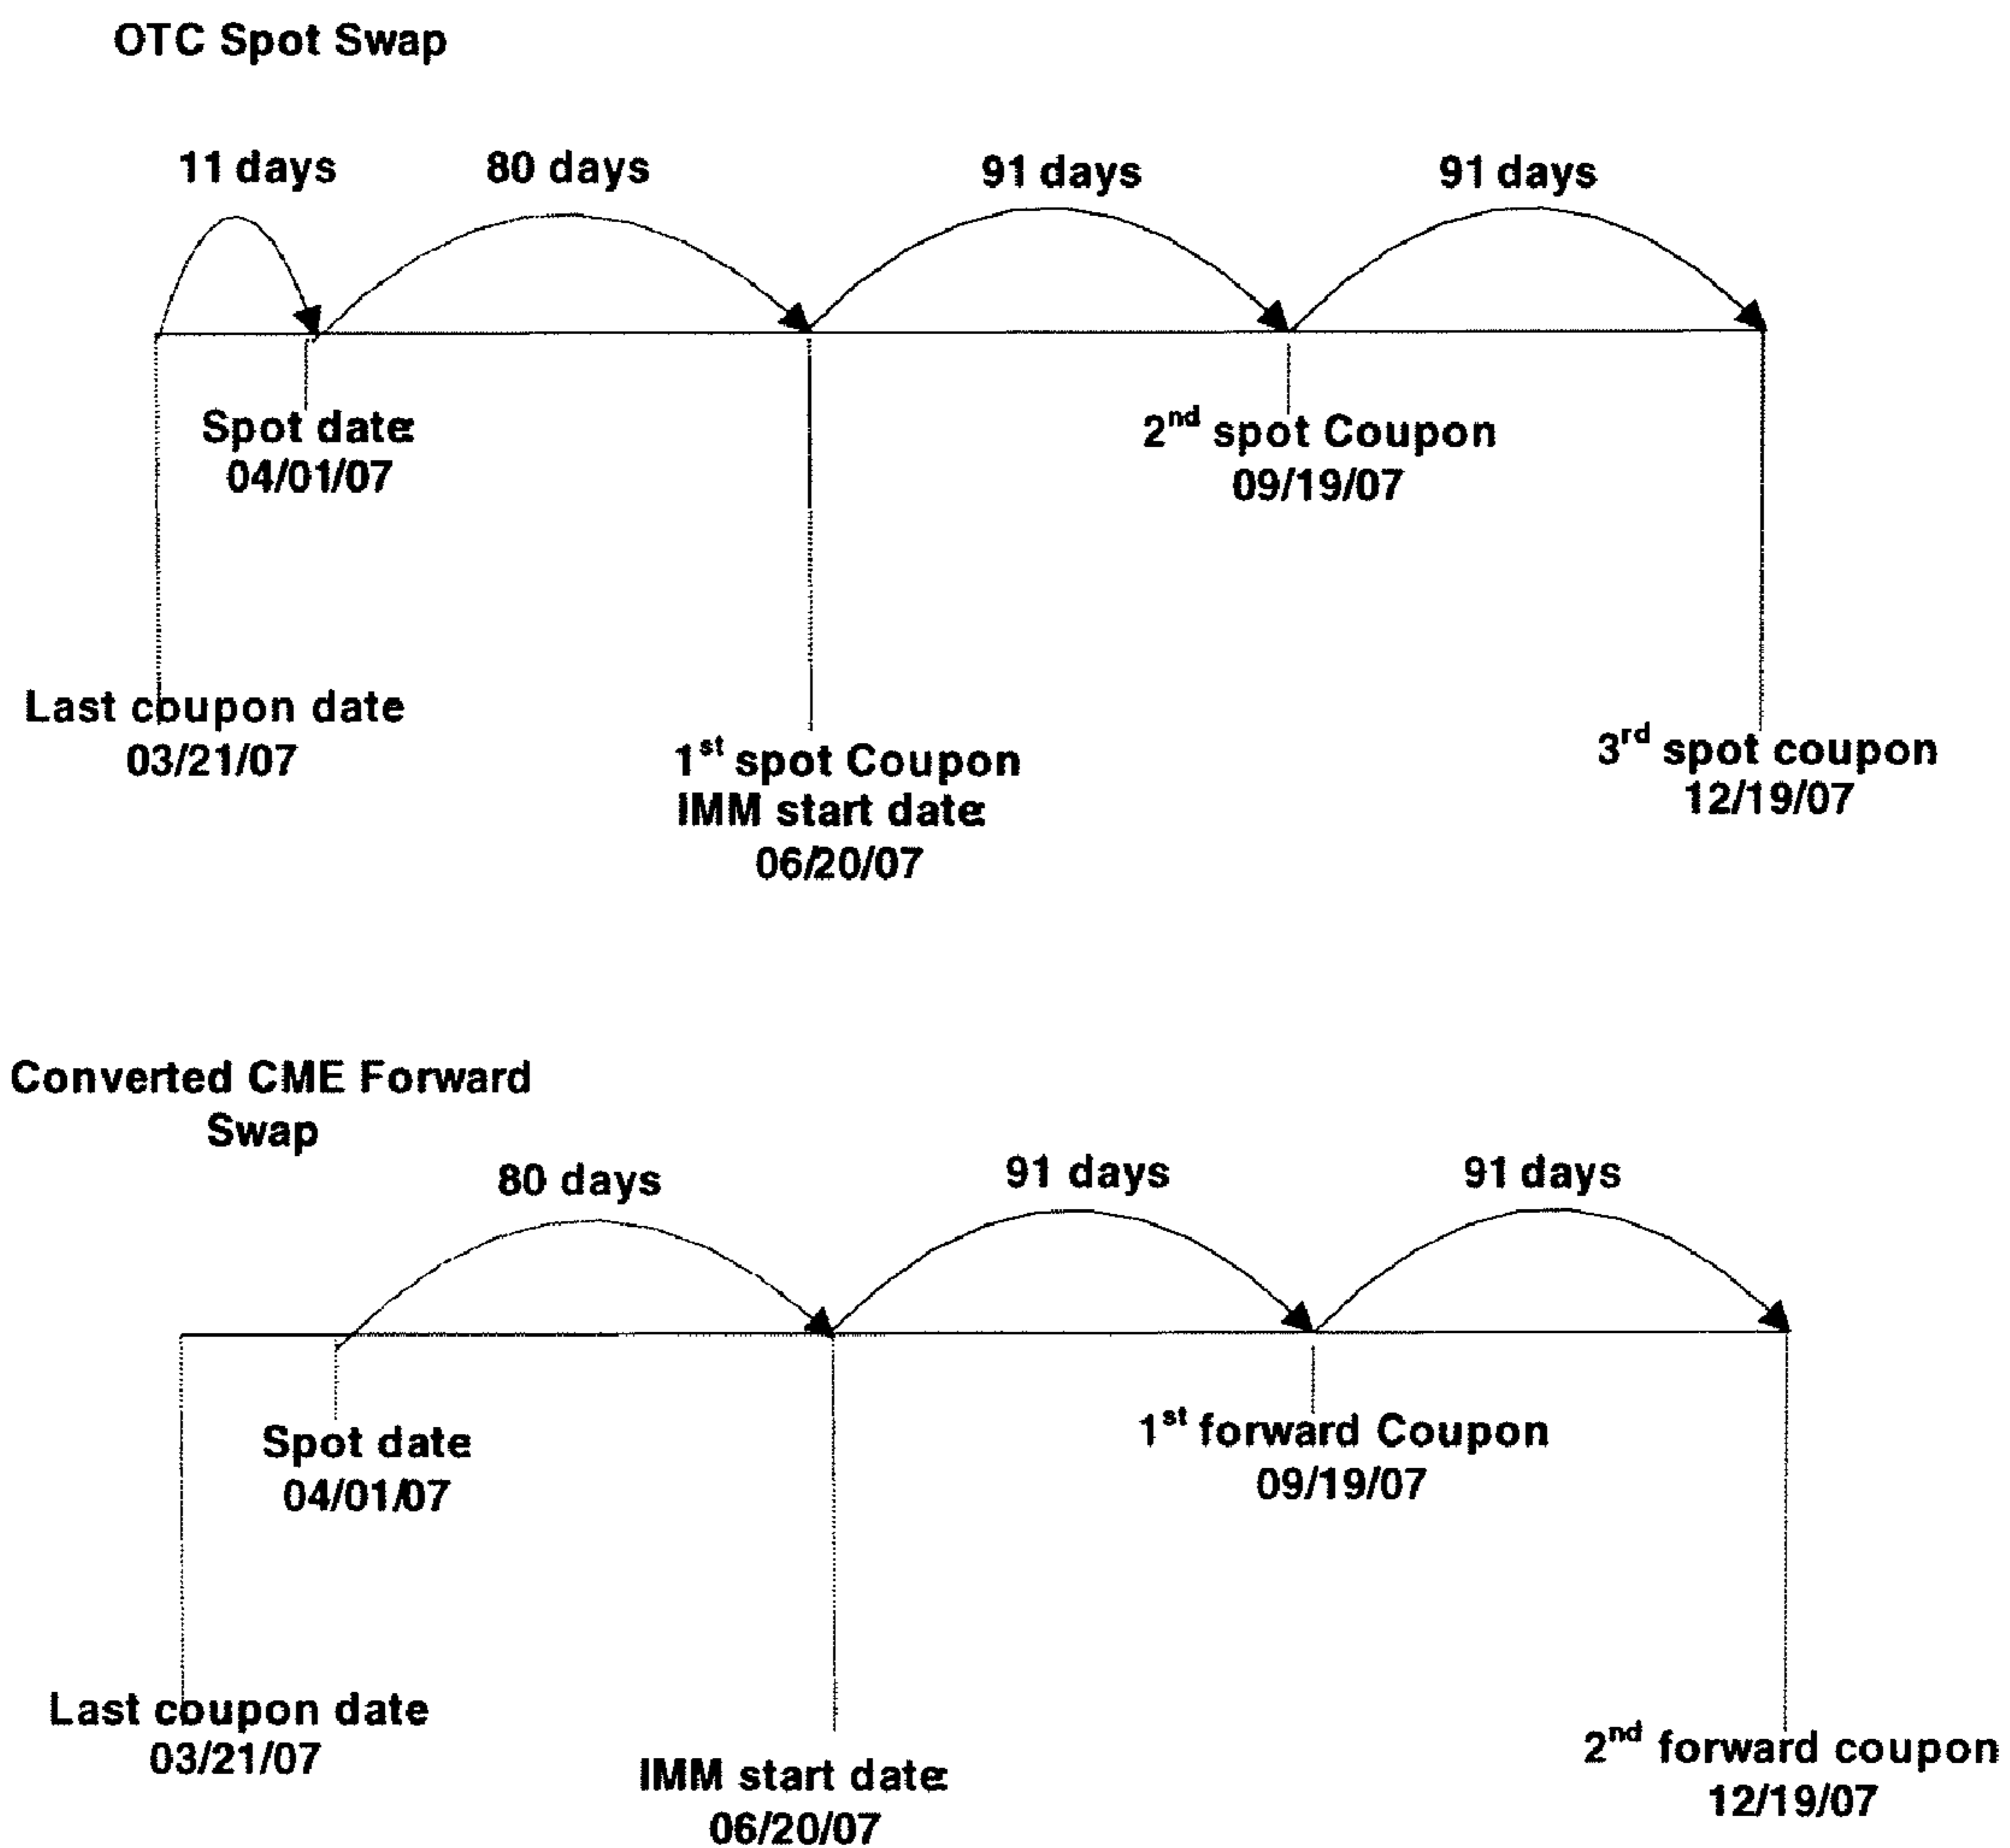 OTC Spot Swap
11 days
80 days
91 days
91 days
Spot date:
04/01/07
2nd spot Coupon
09/19/07
Last coupon date
03/21/07
1st spot Coupon
IMM start date:
06/20/07
3rd spot coupon
12/19/07
Converted CME Forward
Swap
80 days
91 days
91 days
Spot date
04/01/07
1st forward Coupon
09/19/07
Last coupon date
03/21/07
IMM start date:
06/20/07
2nd forward coupon
12/19/07